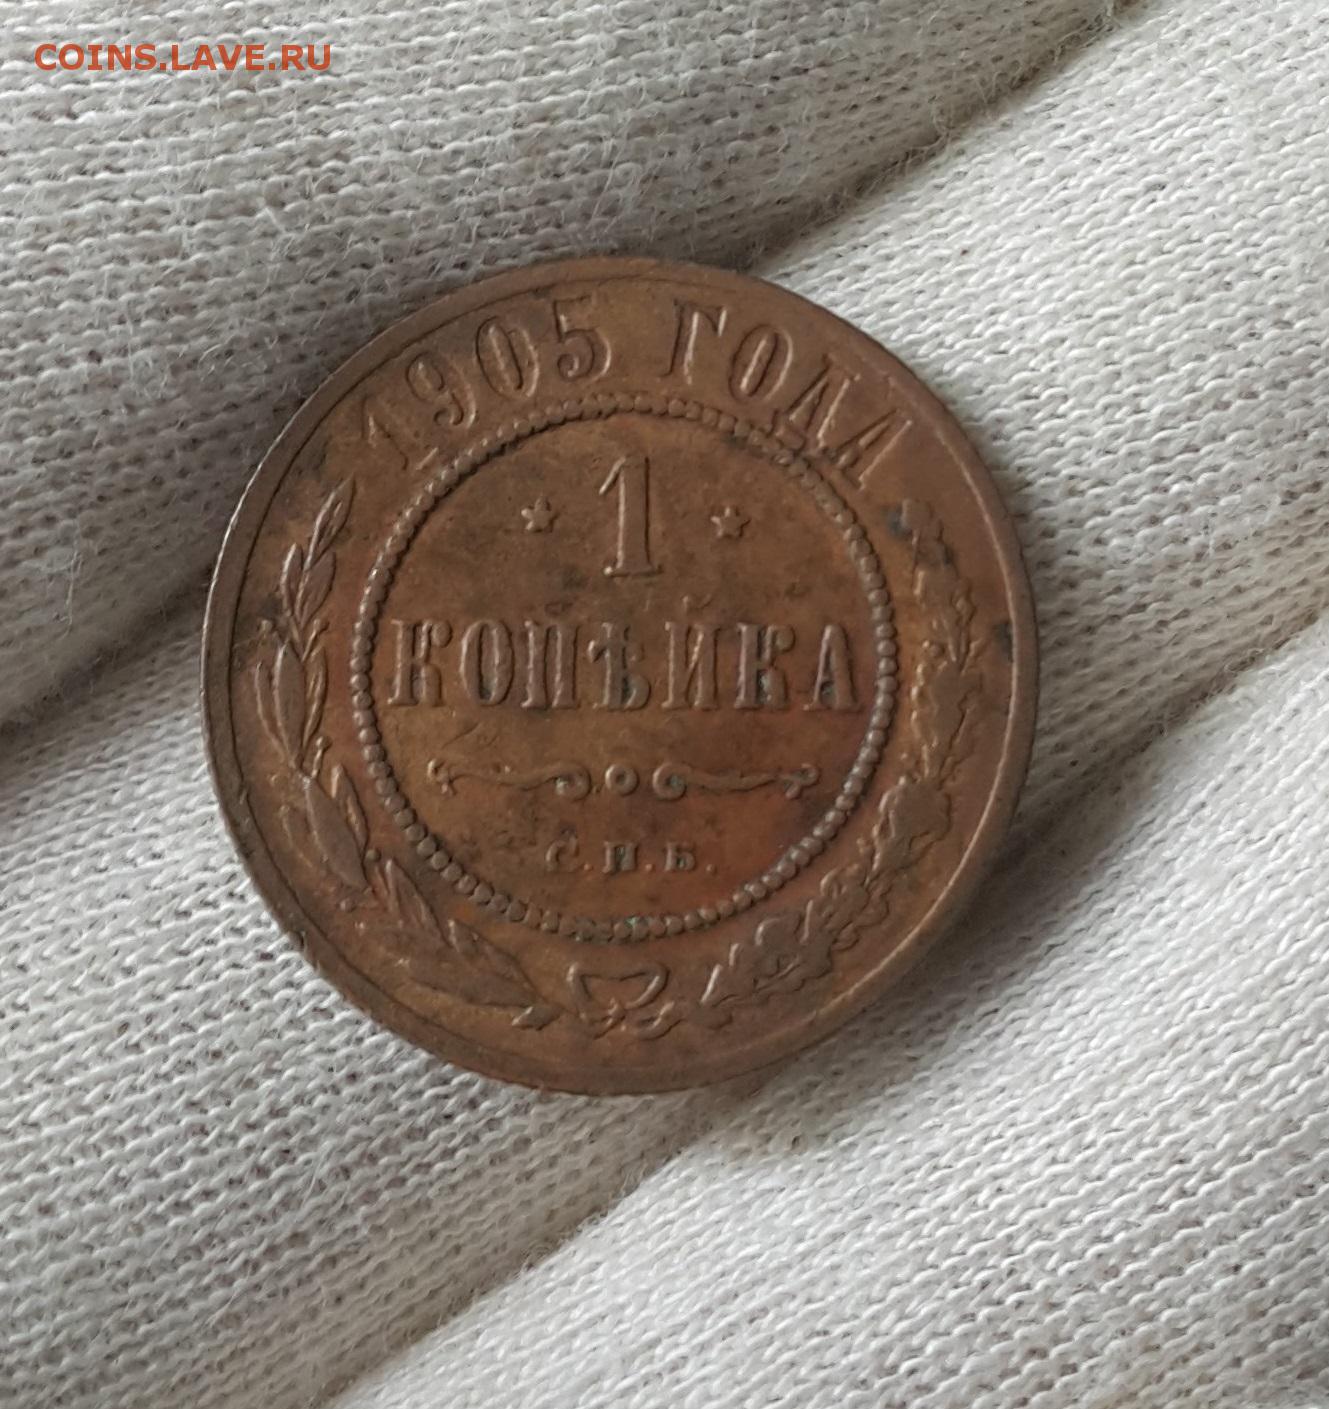 COINS.LAVE.RU
1905 ГОДА
1
КОПѢЙКА
С.П.Б.